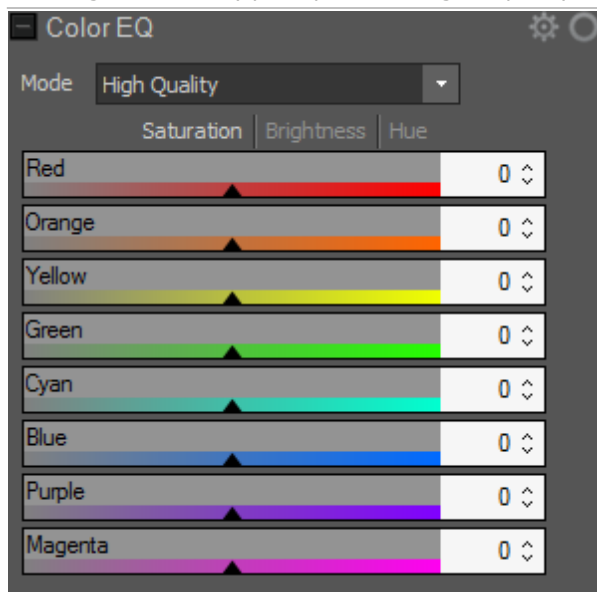 Color EQ
Mode High Quality
Saturation Brightness Hue
Red 0
Orange 0
Yellow 0
Green 0
Cyan 0
Blue 0
Purple 0
Magenta 0